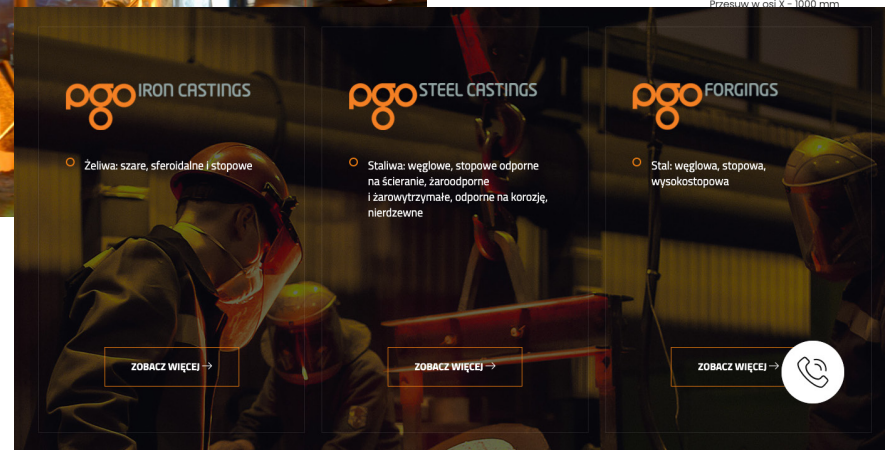 Przesuw w osi X - 1000 mm
pgo IRON CASTINGS
Żeliwa: szare, sferoidalne i stopowe
ZOBACZ WIĘCEJ →
pgo STEEL CASTINGS
Staliwa: węglowe, stopowe odporne
na ścieranie, żaroodporne
i żarowytrzymałe, odporne na korozję,
nierdzewne
ZOBACZ WIĘCEJ →
pgo FORGINGS
Stal: węglowa, stopowa,
wysokostopowa
ZOBACZ WIĘCEJ →